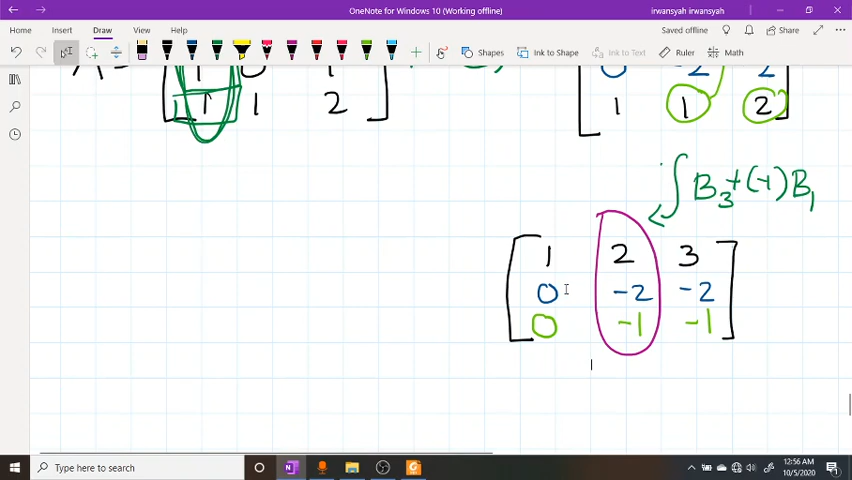 OneNote for Windows 10 (Working offline)
irwansyah irwansyah
Home Insert Draw View Help
Saved offline Share
Shapes Ink to Shape Ink to Text Ruler Math
1 1 2
1 1 2
B3+(-1)B1
1 2 3
0 -2 -2
0 -1 -1
Type here to search
12:56 AM
10/5/2020